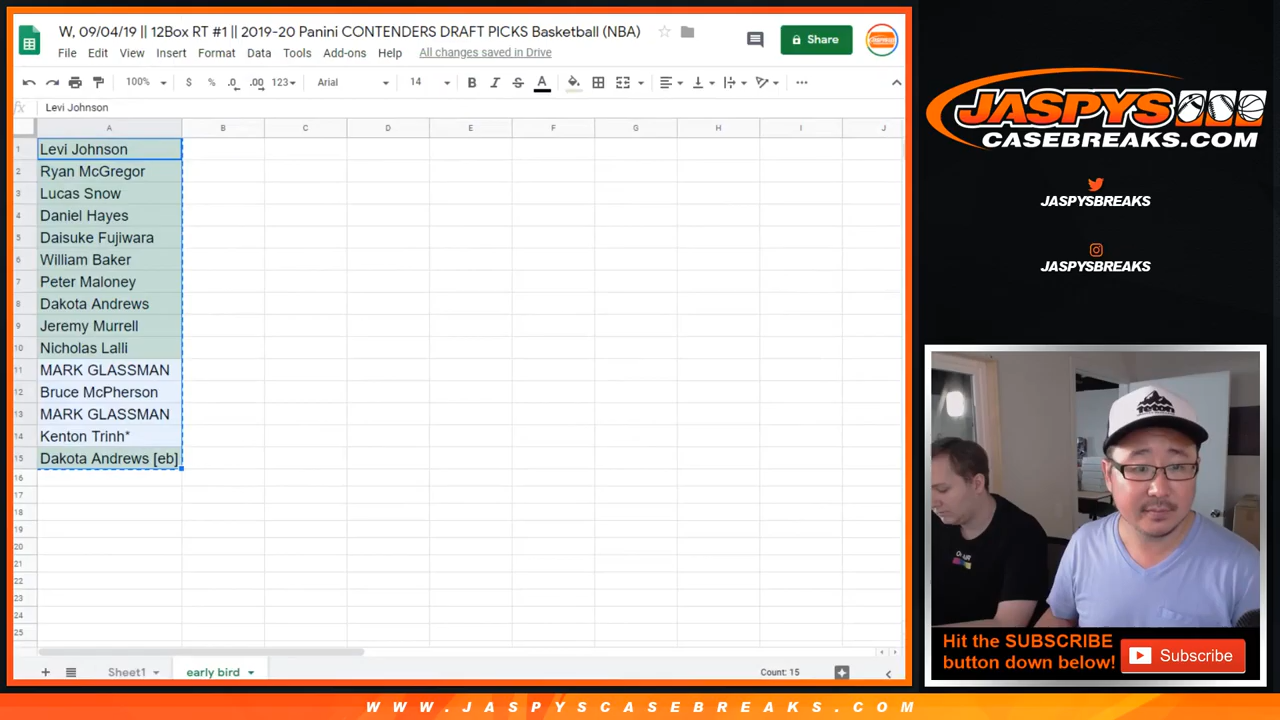 W, 09/04/19 || 12Box RT #1 || 2019-20 Panini CONTENDERS DRAFT PICKS Basketball (NBA)
File Edit View Insert Format Data Tools Add-ons Help All changes saved in Drive
Share
100% $ % .0 .00 123 Arial 14 B I S A
fx Levi Johnson
A B C D E F G H I J
1 Levi Johnson
2 Ryan McGregor
3 Lucas Snow
4 Daniel Hayes
5 Daisuke Fujiwara
6 William Baker
7 Peter Maloney
8 Dakota Andrews
9 Jeremy Murrell
10 Nicholas Lalli
11 MARK GLASSMAN
12 Bruce McPherson
13 MARK GLASSMAN
14 Kenton Trinh*
15 Dakota Andrews [eb]
16
17
18
19
20
21
22
23
24
25
Sheet1 early bird Count: 15
JASPYS
CASEBREAKS.COM
JASPYSBREAKS
JASPYSBREAKS
teton
Hit the SUBSCRIBE
button down below!
Subscribe
WWW.JASPYSCASEBREAKS.COM